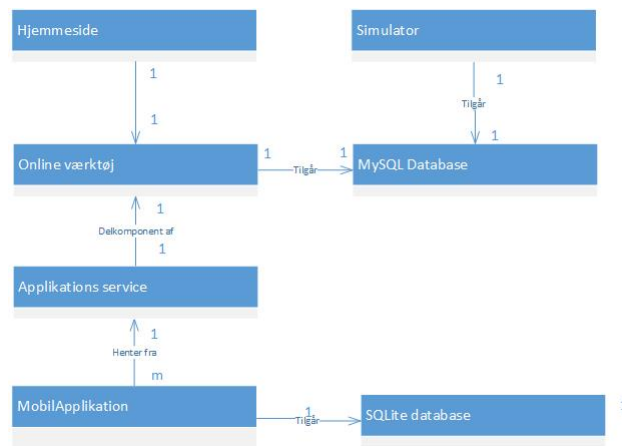 Hjemmeside
Simulator
1
1
Tilgår
1
1
Online værktøj
1
Tilgår
1
MySQL Database
1
Delkomponent af
1
Applikations service
1
Henter fra
m
MobilApplikation
1
Tilgår
SQLite database